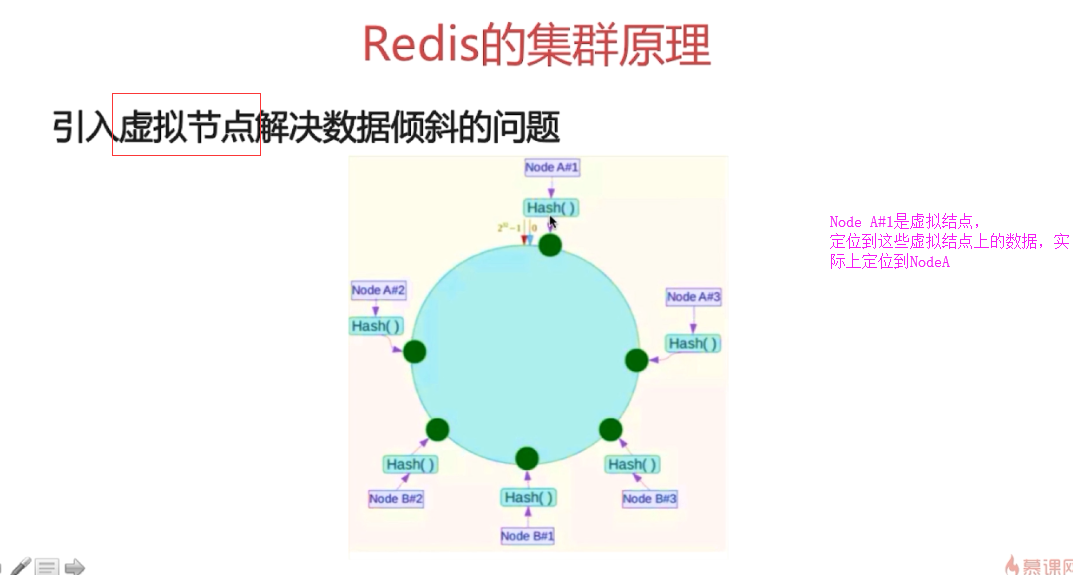 Redis的集群原理
引入虚拟节点解决数据倾斜的问题
Node A#1
Hash( )
0
Node A#2
Hash( )
Node A#3
Hash( )
Node A#1是虚拟结点,
定位到这些虚拟结点上的数据，实
际上定位到NodeA
Hash( )
Node B#2
Hash( )
Node B#1
Hash( )
Node B#3
慕课网